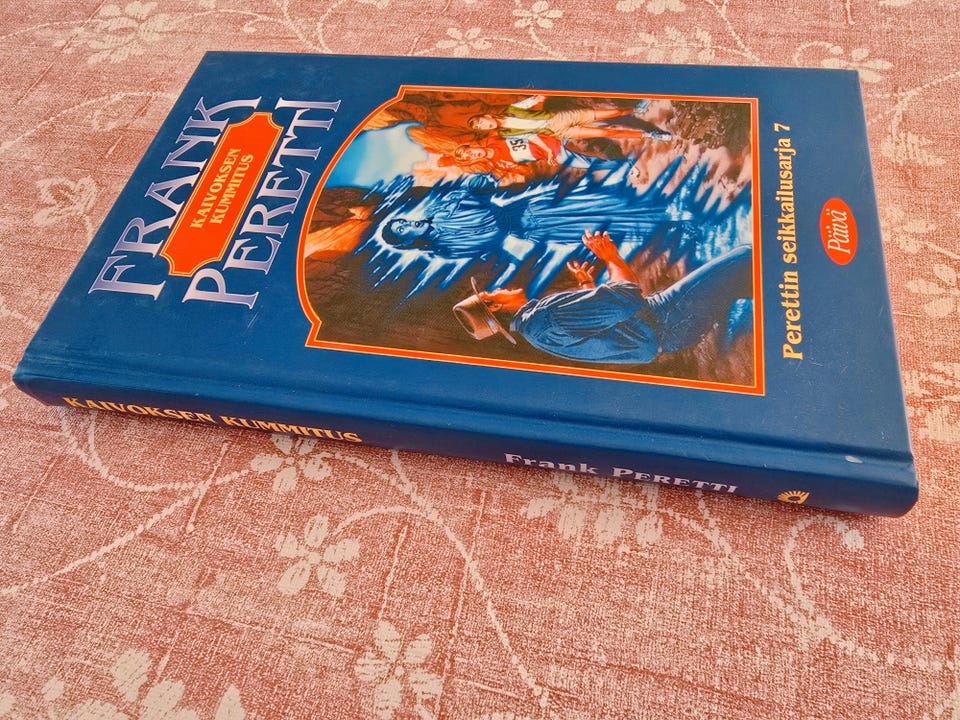 FRANK
KAIVOKSEN
KUMMITUS
PERETTI
35
Perettin seikkailusarja 7
Päivä
KAIVOKSEN KUMMITUS
Frank PERETTI